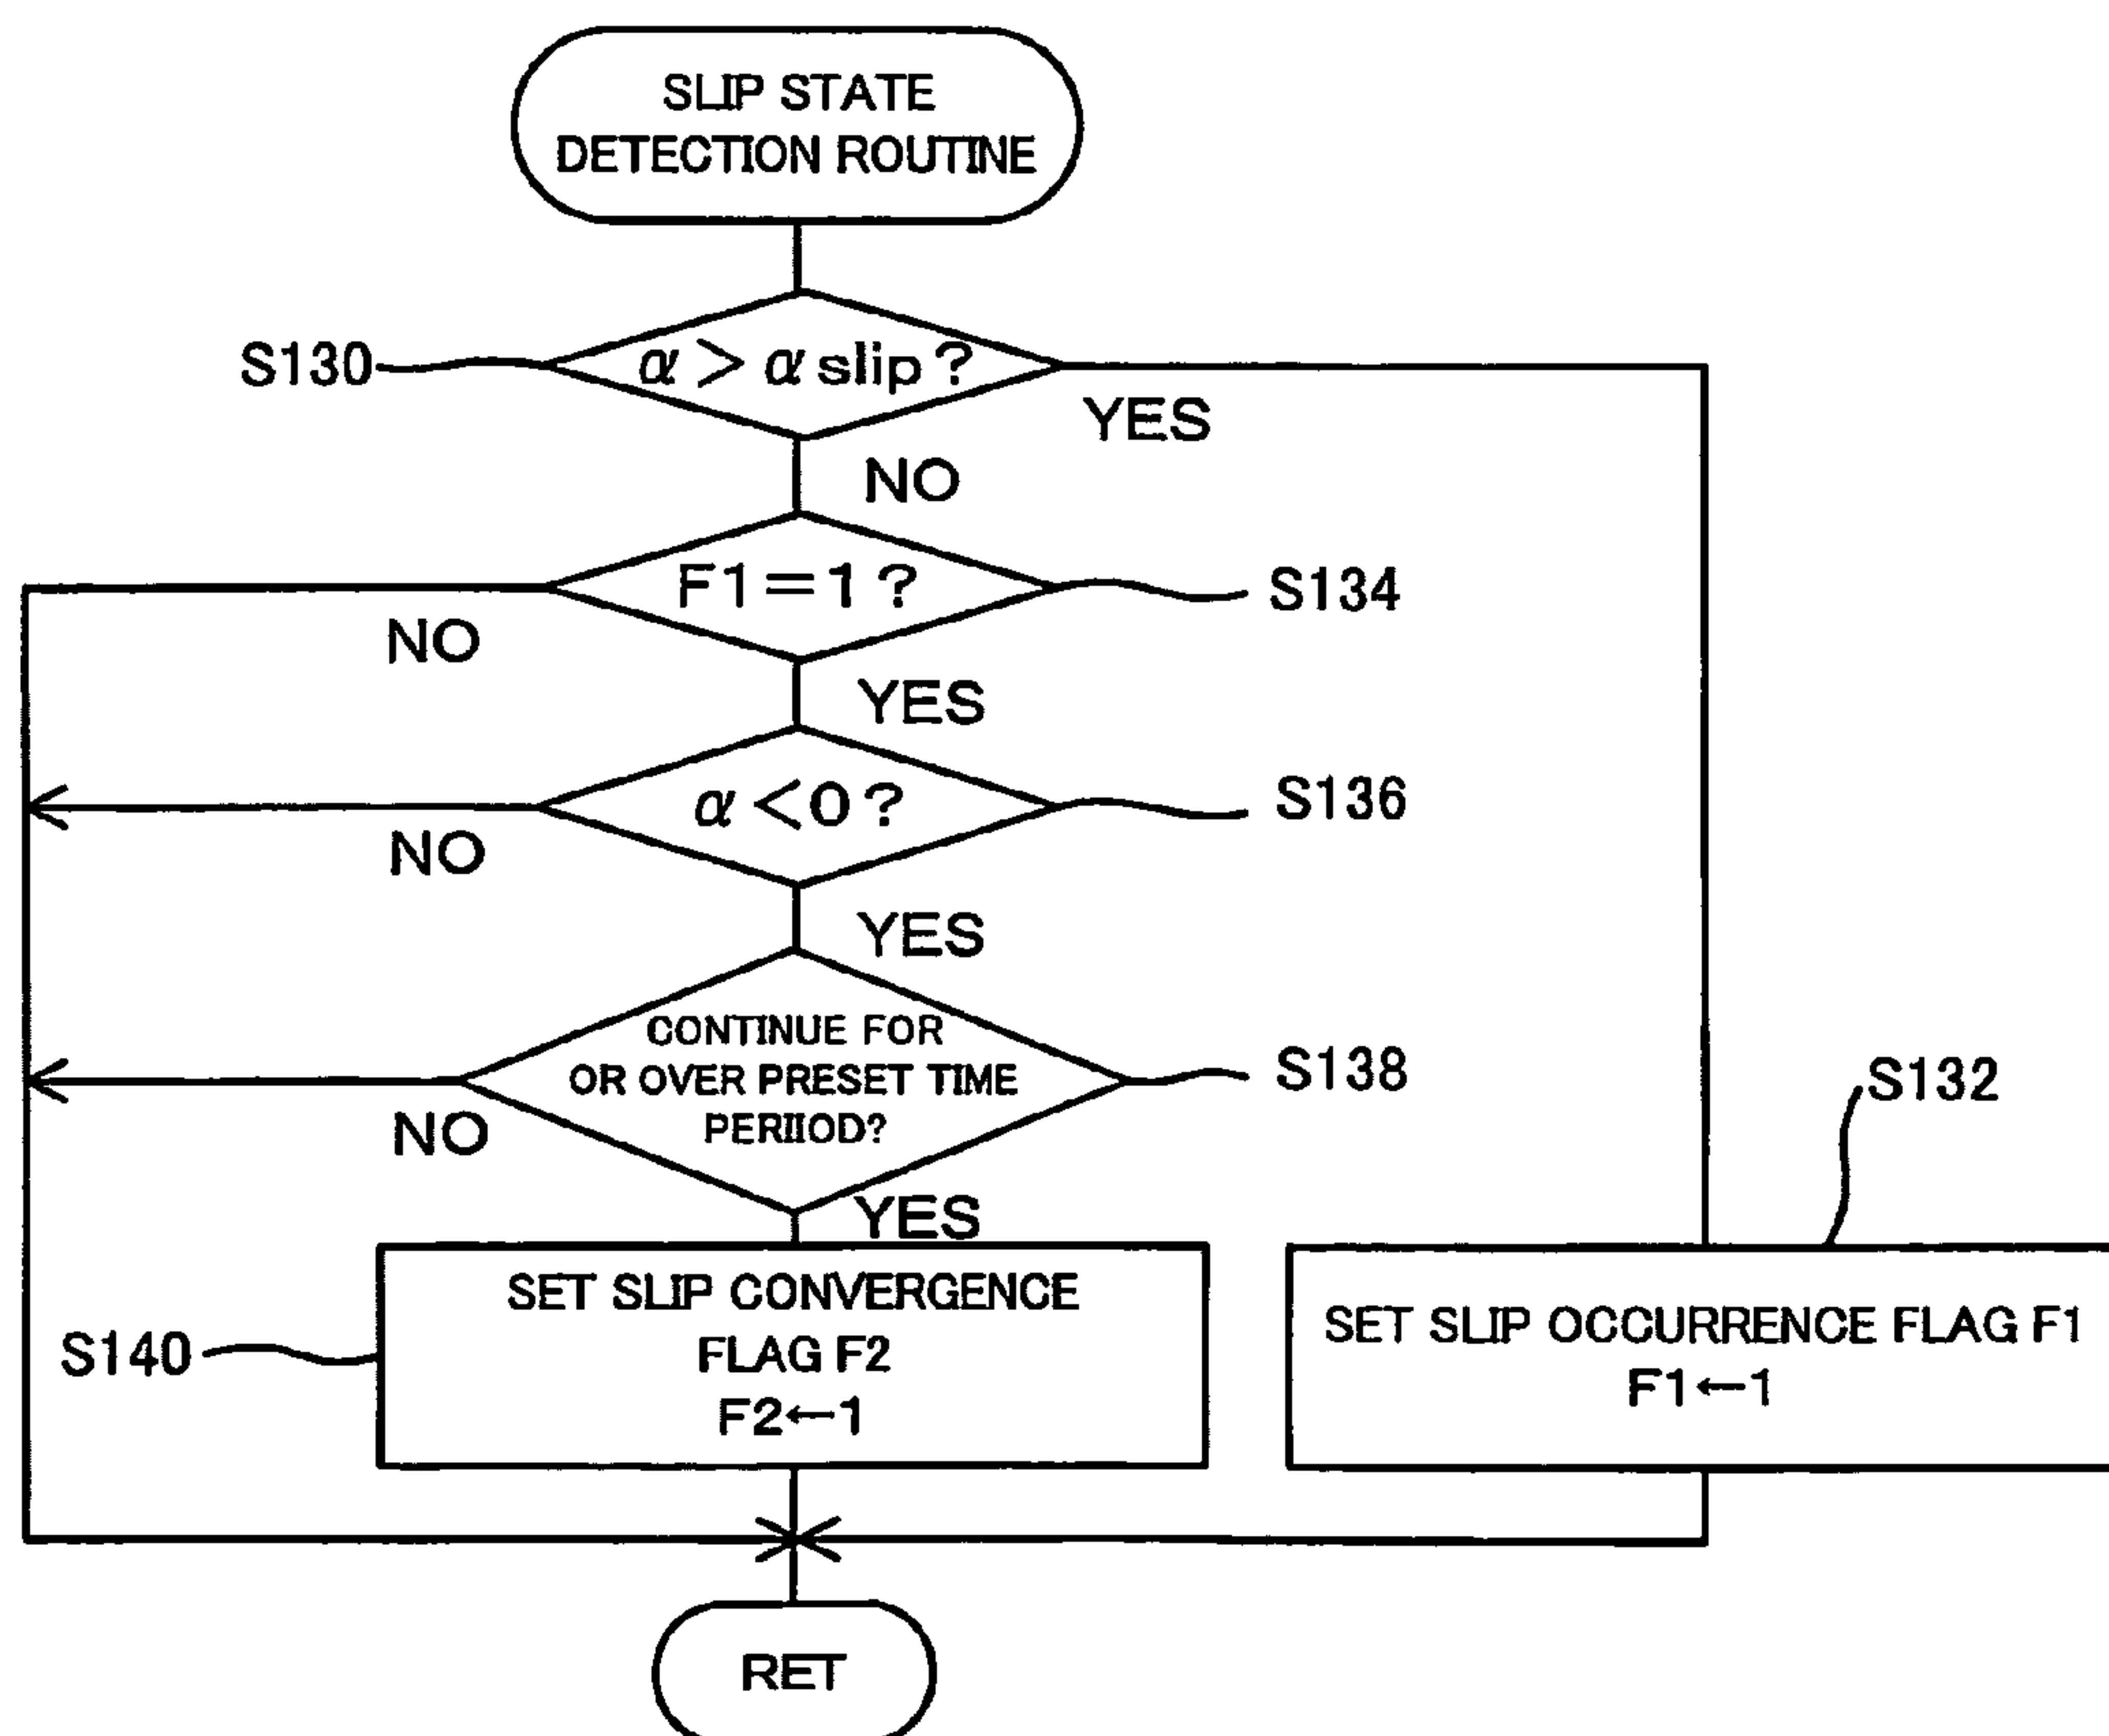 SLIP STATE
DETECTION ROUTINE
S130
α > α slip ?
YES
NO
F1=1?
S134
NO
YES
α <0?
S136
NO
YES
CONTINUE FOR
OR OVER PRESET TIME
PERIIOD?
S138
NO
YES
S132
SET SLIP CONVERGENCE
FLAG F2
F2←1
S140
SET SLIP OCCURRENCE FLAG F1
F1←1
RET